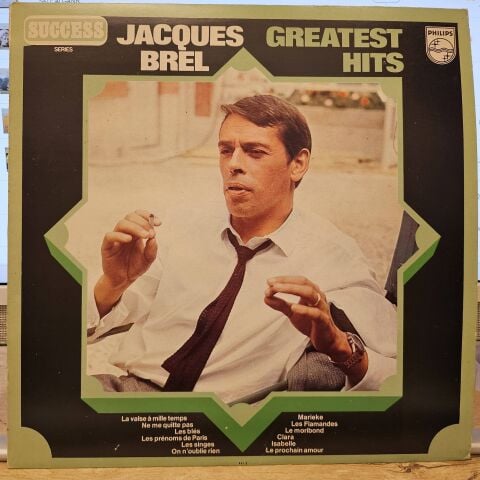 SUCCESS
SERIES
JACQUES BREL
GREATEST HITS
PHILIPS
La valse à mille temps
Ne me quitte pas
Les blés
Les prénoms de Paris
Les singes
On n'oublie rien
Marieke
Les Flamandes
Le moribond
Clara
Isabelle
Le prochain amour